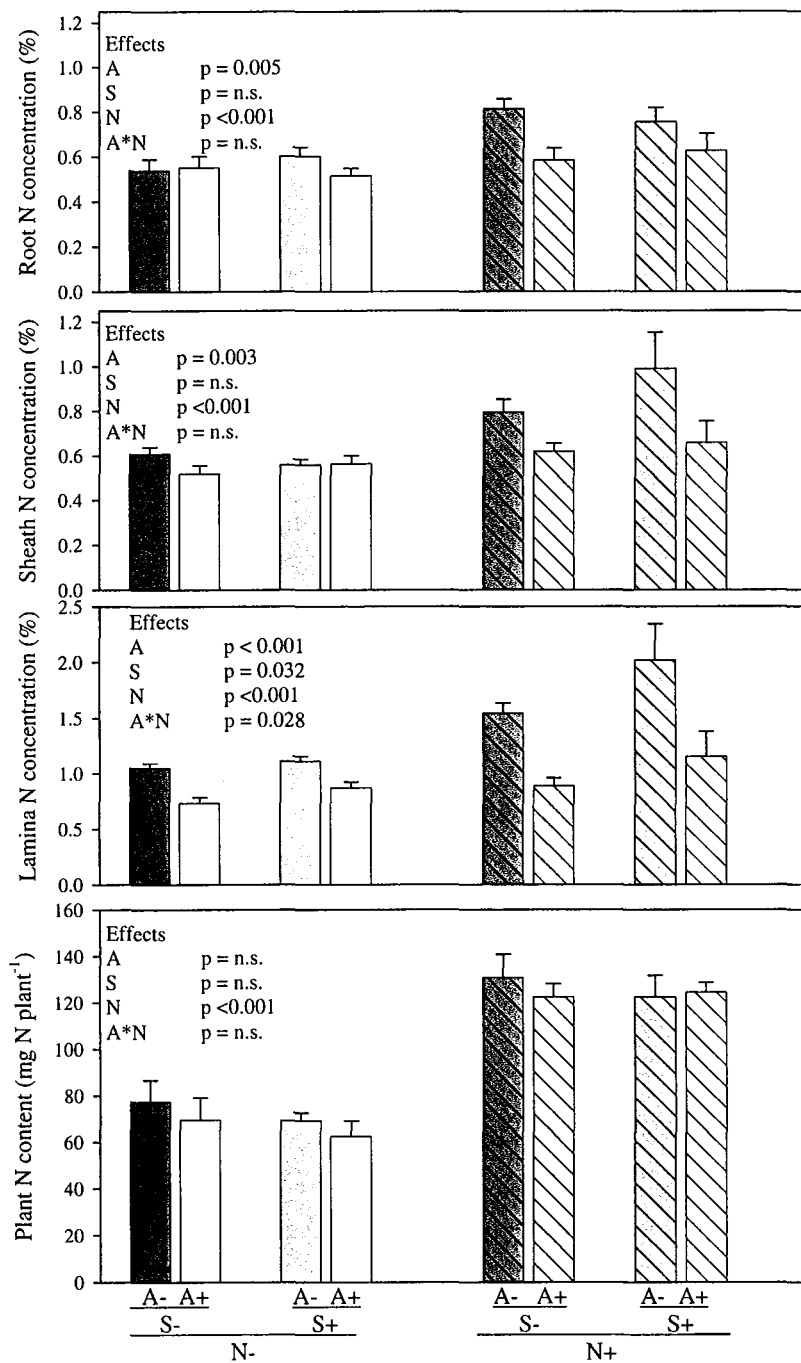 Root N concentration (%)
1.2
1.0
0.8
0.6
0.4
0.2
0.0
Effects
A p = 0.005
S p = n.s.
N p <0.001
A*N p = n.s.
Sheath N concentration (%)
1.2
1.0
0.8
0.6
0.4
0.2
0.0
Effects
A p = 0.003
S p = n.s.
N p <0.001
A*N p = n.s.
Lamina N concentration (%)
2.5
2.0
1.5
1.0
0.5
0.0
Effects
A p < 0.001
S p = 0.032
N p <0.001
A*N p = 0.028
Plant N content (mg N plant⁻¹)
160
140
120
100
80
60
40
20
0
Effects
A p = n.s.
S p = n.s.
N p <0.001
A*N p = n.s.
A- A+ A- A+ A- A+ A- A+
S- S+ S- S+
N- N+